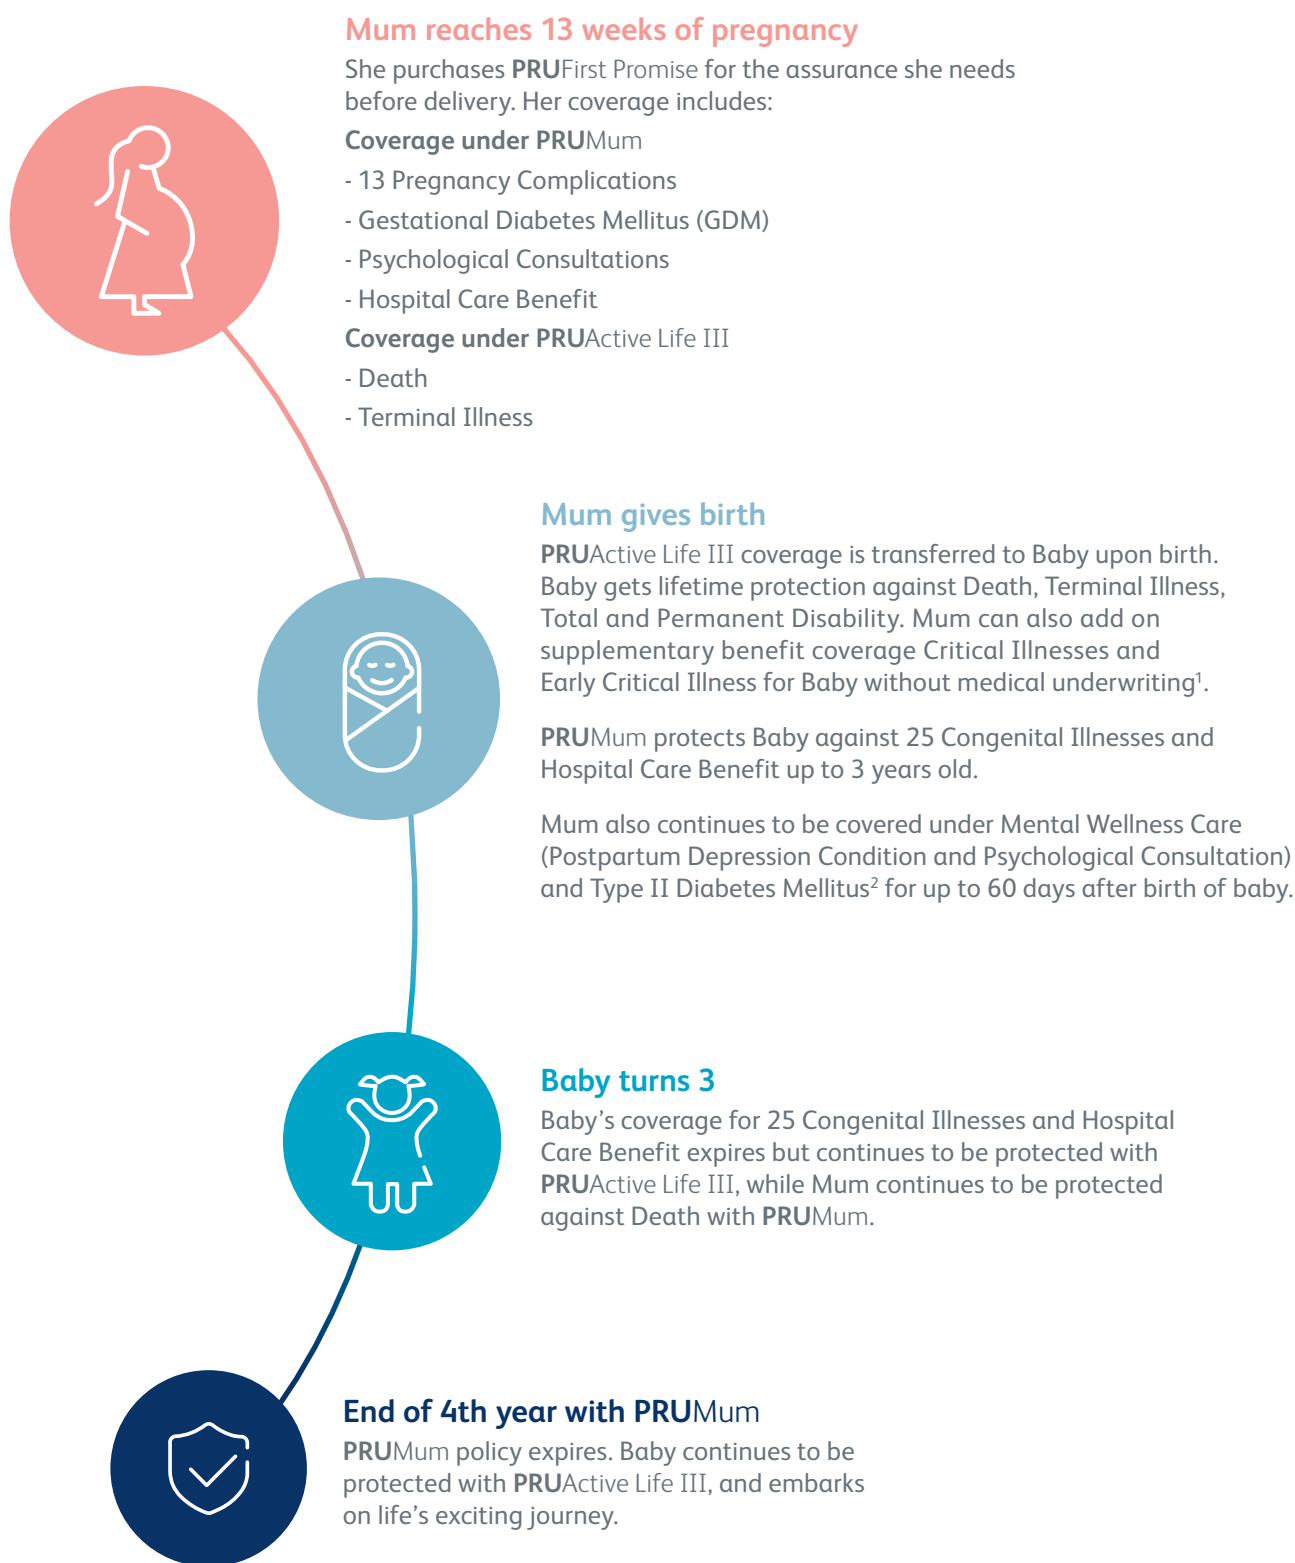 Mum reaches 13 weeks of pregnancy
She purchases PRUFirst Promise for the assurance she needs
before delivery. Her coverage includes:
Coverage under PRUMum
- 13 Pregnancy Complications
- Gestational Diabetes Mellitus (GDM)
- Psychological Consultations
- Hospital Care Benefit
Coverage under PRUActive Life III
- Death
- Terminal Illness
Mum gives birth
PRUActive Life III coverage is transferred to Baby upon birth.
Baby gets lifetime protection against Death, Terminal Illness,
Total and Permanent Disability. Mum can also add on
supplementary benefit coverage Critical Illnesses and
Early Critical Illness for Baby without medical underwriting¹.
PRUMum protects Baby against 25 Congenital Illnesses and
Hospital Care Benefit up to 3 years old.
Mum also continues to be covered under Mental Wellness Care
(Postpartum Depression Condition and Psychological Consultation)
and Type II Diabetes Mellitus² for up to 60 days after birth of baby.
Baby turns 3
Baby’s coverage for 25 Congenital Illnesses and Hospital
Care Benefit expires but continues to be protected with
PRUActive Life III, while Mum continues to be protected
against Death with PRUMum.
End of 4th year with PRUMum
PRUMum policy expires. Baby continues to be
protected with PRUActive Life III, and embarks
on life’s exciting journey.